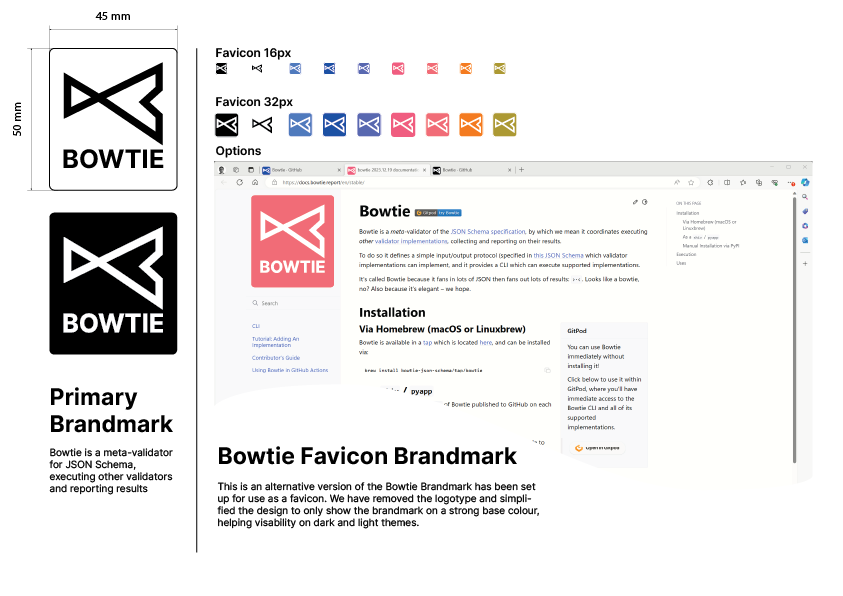 45 mm
50 mm
BOWTIE
BOWTIE
Primary
Brandmark
Bowtie is a meta-validator
for JSON Schema,
executing other validators
and reporting results
Favicon 16px
Favicon 32px
Options
Bowtie - GitHub
bowtie 2023.12.19 documentati
Bowtie - Github
https://docs.bowtie.report/en/stable/
BOWTIE
Search
CLI
Tutorial: Adding An
Implementation
Contributor's Guide
Using Bowtie in GitHub Actions
Bowtie
Gitpod Try Bowtie
Bowtie is a meta-validator of the JSON Schema specification, by which we mean it coordinates executing
other validator implementations, collecting and reporting on their results.
To do so it defines a simple input/output protocol (specified in this JSON Schema which validator
implementations can implement, and it provides a CLI which can execute supported implementations.
It's called Bowtie because it fans in lots of JSON then fans out lots of results: Looks like a bowtie,
no? Also because it's elegant – we hope.
Installation
Via Homebrew (macOS or Linuxbrew)
Bowtie is available in a tap which is located here, and can be installed
via:
brew install bowtie-json-schema/tap/bowtie
/ pyapp
of Bowtie published to GitHub on each
to
GitPod
You can use Bowtie
immediately without
installing it!
Click below to use it within
GitPod, where you'll have
immediate access to the
Bowtie CLI and all of its
supported
implementations.
Open in Gitpod
ON THIS PAGE
Installation
Via Homebrew (macOS or
Linuxbrew)
As a / pyapp
Manual Installation via PyPI
Execution
Uses
Bowtie Favicon Brandmark
This is an alternative version of the Bowtie Brandmark has been set
up for use as a favicon. We have removed the logotype and simpli-
fied the design to only show the brandmark on a strong base colour,
helping visability on dark and light themes.